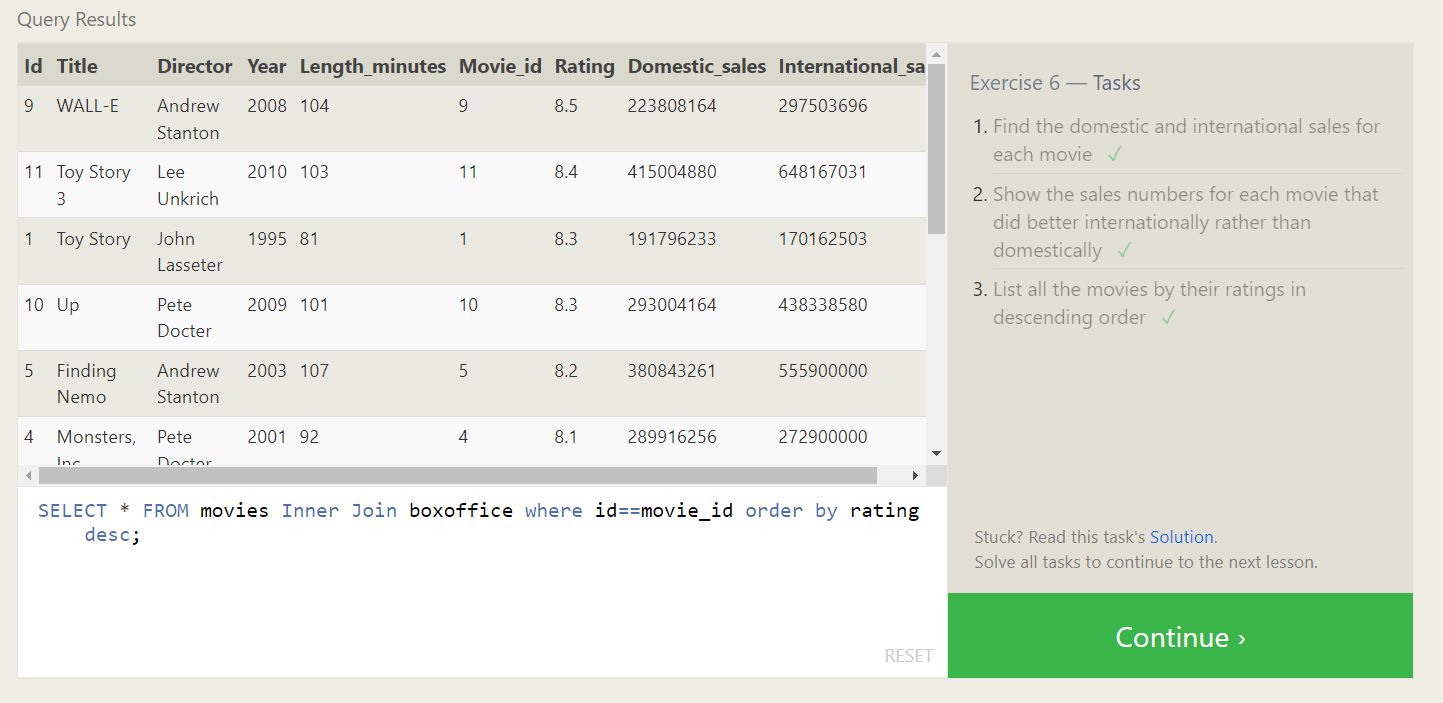 Query Results
Id Title Director Year Length_minutes Movie_id Rating Domestic_sales International_sa
9 WALL-E Andrew 2008 104 9 8.5 223808164 297503696
Stanton
11 Toy Story Lee 2010 103 11 8.4 415004880 648167031
3 Unkrich
1 Toy Story John 1995 81 1 8.3 191796233 170162503
Lasseter
10 Up Pete 2009 101 10 8.3 293004164 438338580
Docter
5 Finding Andrew 2003 107 5 8.2 380843261 555900000
Nemo Stanton
4 Monsters, Pete 2001 92 4 8.1 289916256 272900000
Inc. Docter
SELECT * FROM movies Inner Join boxoffice where id==movie_id order by rating
desc;
RESET
Exercise 6 — Tasks
1. Find the domestic and international sales for
each movie ✓
2. Show the sales numbers for each movie that
did better internationally rather than
domestically ✓
3. List all the movies by their ratings in
descending order ✓
Stuck? Read this task's Solution.
Solve all tasks to continue to the next lesson.
Continue ›